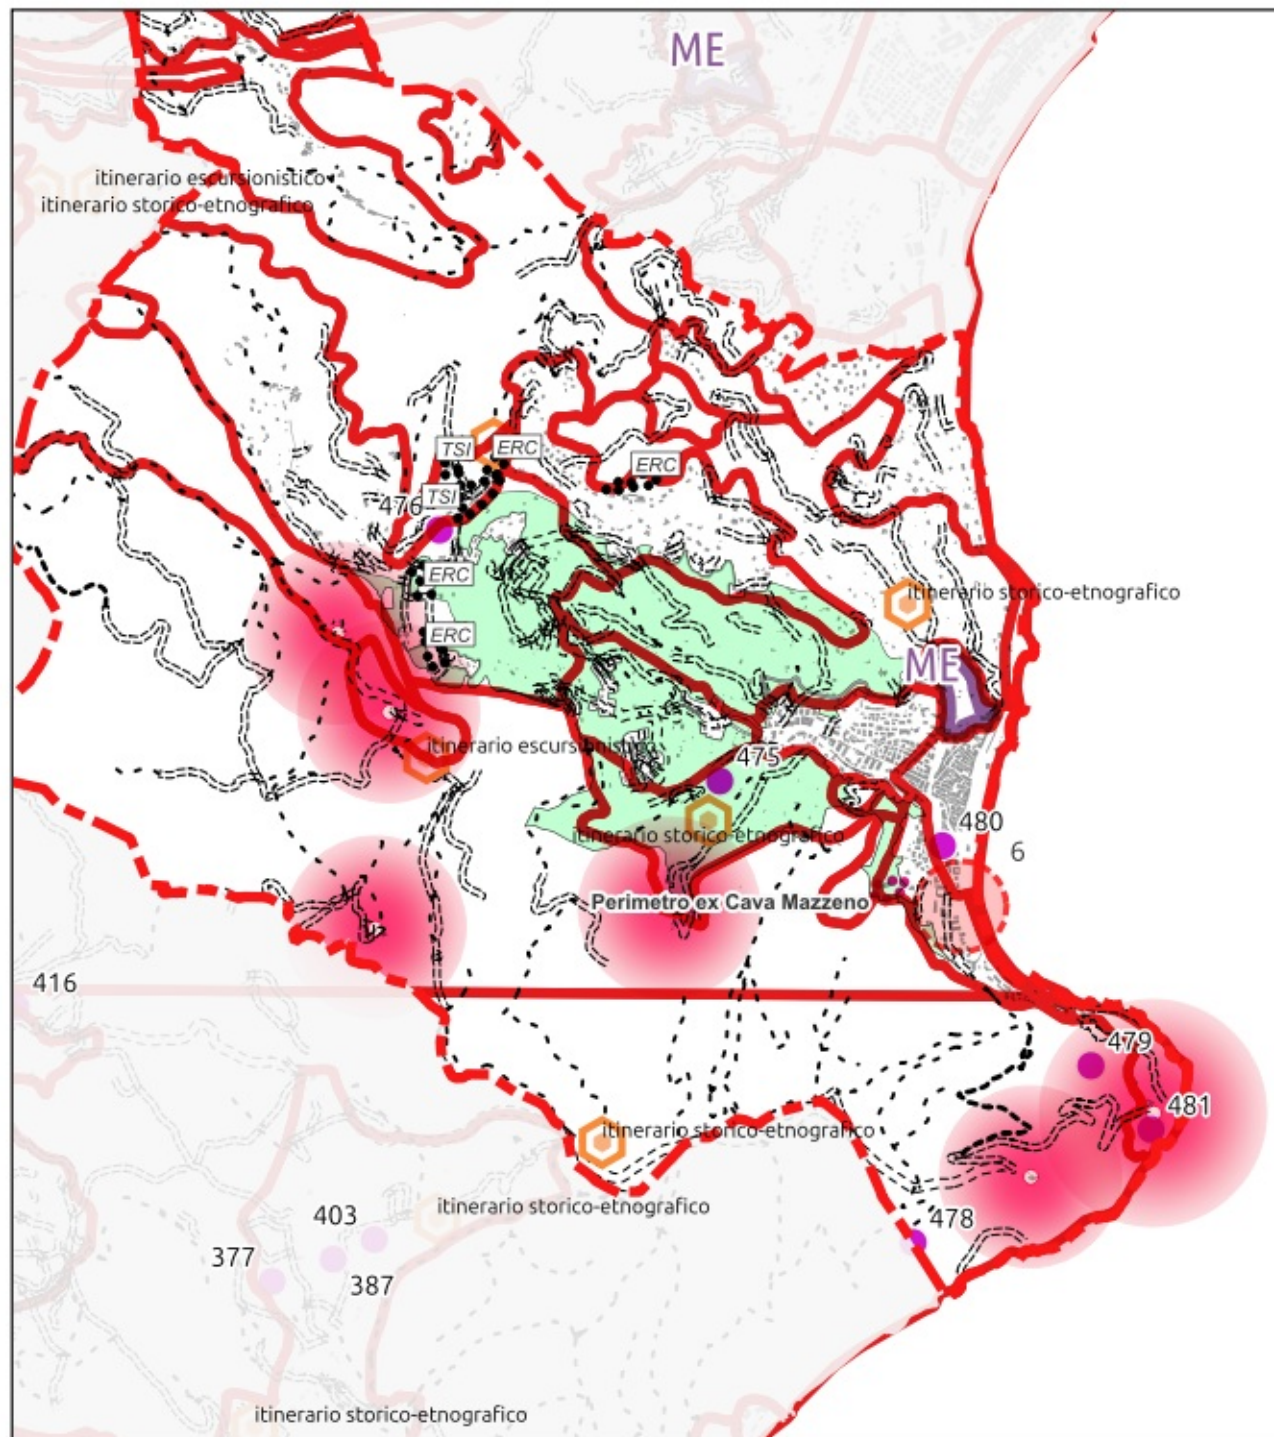 ME
itinerario escursionistico
itinerario storico-etnografico
TSI
ERC
ERC
TSI
476
ERC
itinerario storico-etnografico
ERC
ME
itinerario escursionistico
475
480
itinerario storico-etnografico
6
Perimetro ex Cava Mazzeno
416
479
481
itinerario storico-etnografico
itinerario storico-etnografico
403
478
377
387
itinerario storico-etnografico